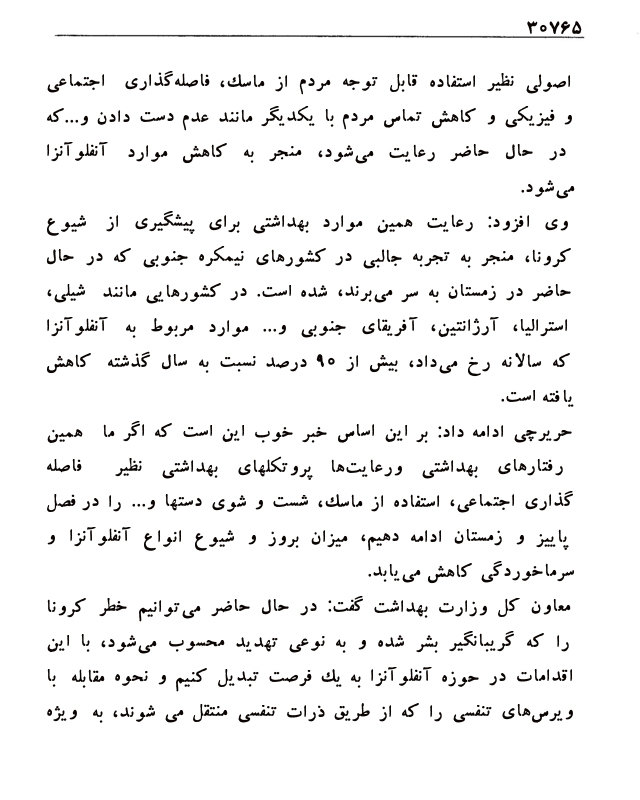 ۳۰۷۶۵
اصولی نظیر استفاده قابل توجه مردم از ماسك، فاصله‌گذاری اجتماعی
و فیزیکی و کاهش تماس مردم با یکدیگر مانند عدم دست دادن و...که
در حال حاضر رعایت می‌شود، منجر به کاهش موارد آنفلوآنزا
می‌شود.
وی افزود: رعایت همین موارد بهداشتی برای پیشگیری از شیوع
کرونا، منجر به تجربه جالبی در کشورهای نیمکره جنوبی که در حال
حاضر در زمستان به سر می‌برند، شده است. در کشورهایی مانند شیلی،
استرالیا، آرژانتین، آفریقای جنوبی و... موارد مربوط به آنفلوآنزا
که سالانه رخ می‌داد، بیش از ۹۰ درصد نسبت به سال گذشته کاهش
یافته است.
حریرچی ادامه داد: بر این اساس خبر خوب این است که اگر ما همین
رفتارهای بهداشتی ورعایت‌ها پروتکلهای بهداشتی نظیر فاصله
گذاری اجتماعی، استفاده از ماسك، شست و شوی دستها و... را در فصل
پاییز و زمستان ادامه دهیم، میزان بروز و شیوع انواع آنفلوآنزا و
سرماخوردگی کاهش می‌یابد.
معاون کل وزارت بهداشت گفت: در حال حاضر می‌توانیم خطر کرونا
را که گریبانگیر بشر شده و به نوعی تهدید محسوب می‌شود، با این
اقدامات در حوزه آنفلوآنزا به یك فرصت تبدیل کنیم و نحوه مقابله با
ویرس‌های تنفسی را که از طریق ذرات تنفسی منتقل می شوند، به ویژه